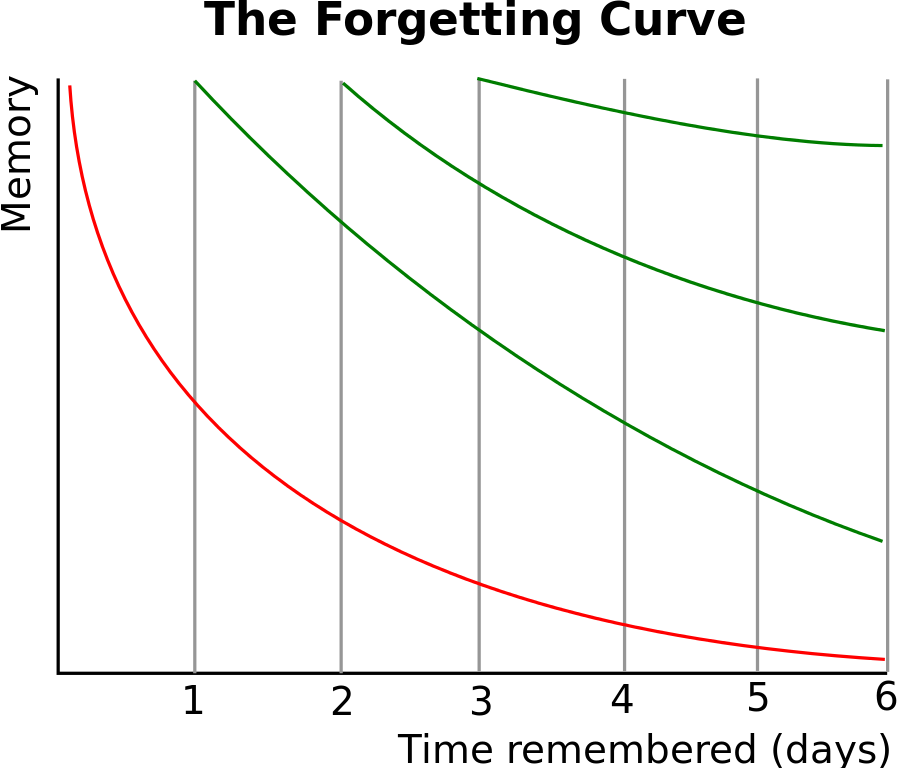 The Forgetting Curve
Memory
1 2 3 4 5 6
Time remembered (days)